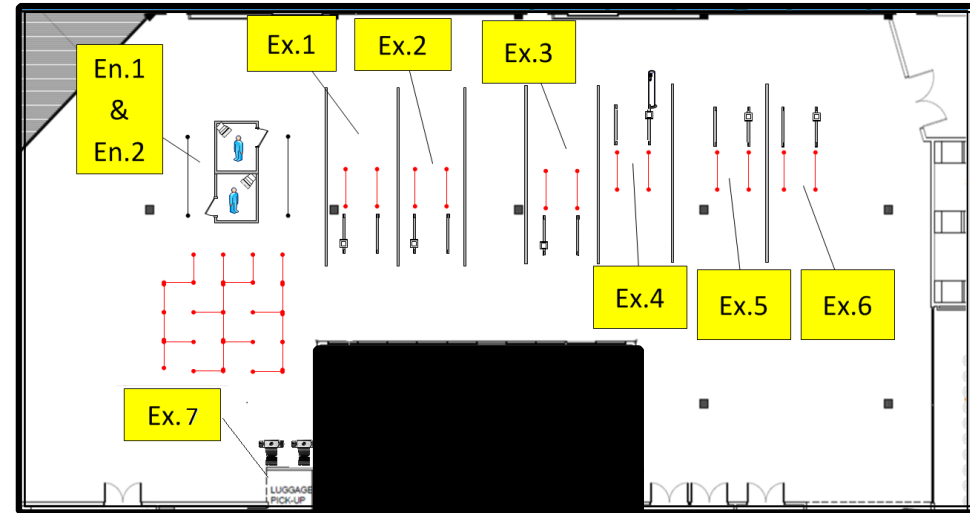 En.1
&
En.2
Ex.1
Ex.2
Ex.3
Ex.4
Ex.5
Ex.6
Ex.7
LUGGAGE
PICK-UP